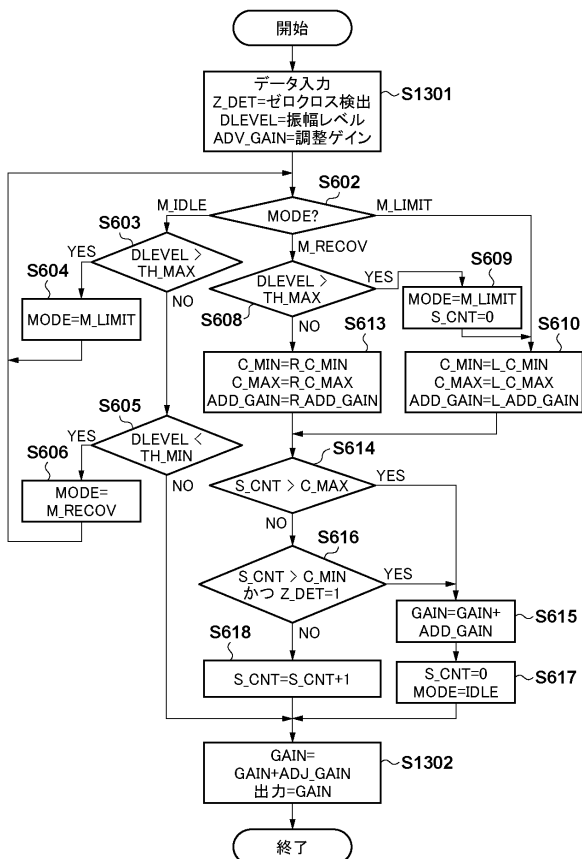 開始
データ入力
Z_DET=ゼロクロス検出
DLEVEL=振幅レベル
ADV_GAIN=調整ゲイン
S1301
S602
MODE?
M_IDLE
M_LIMIT
M_RECOV
S603
DLEVEL >
TH_MAX
YES
NO
S604
MODE=M_LIMIT
DLEVEL >
TH_MAX
S608
YES
NO
S609
MODE=M_LIMIT
S_CNT=0
S613
C_MIN=R_C_MIN
C_MAX=R_C_MAX
ADD_GAIN=R_ADD_GAIN
S610
C_MIN=L_C_MIN
C_MAX=L_C_MAX
ADD_GAIN=L_ADD_GAIN
S605
DLEVEL <
TH_MIN
YES
NO
S606
MODE=
M_RECOV
S614
S_CNT > C_MAX
YES
NO
S616
S_CNT > C_MIN
かつ Z_DET=1
YES
NO
S615
GAIN=GAIN+
ADD_GAIN
S618
S_CNT=S_CNT+1
S617
S_CNT=0
MODE=IDLE
S1302
GAIN=
GAIN+ADJ_GAIN
出力=GAIN
終了